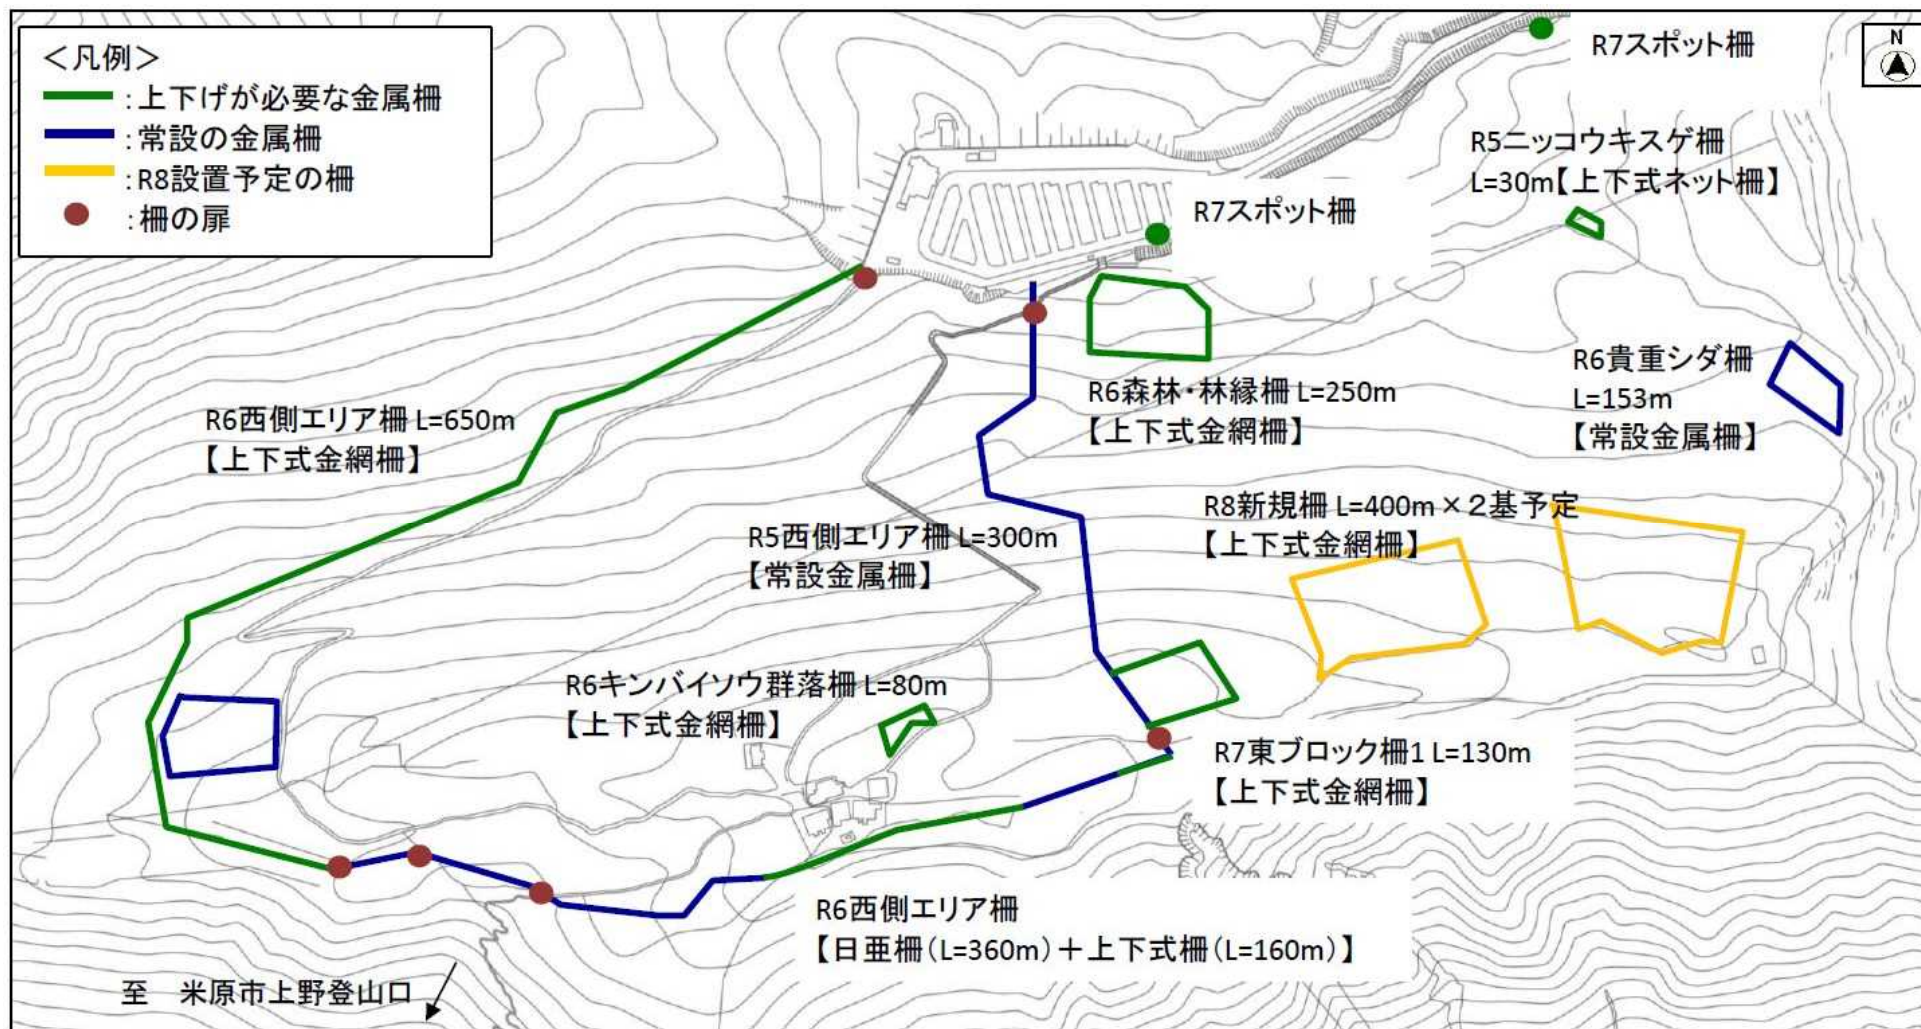 ＜凡例＞
：上下げが必要な金属柵
：常設の金属柵
：R8設置予定の柵
：柵の扉
R7スポット柵
N
R5ニッコウキスゲ柵
L=30m【上下式ネット柵】
R7スポット柵
R6貴重シダ柵
L=153m
【常設金属柵】
R6森林・林縁柵 L=250m
【上下式金網柵】
R6西側エリア柵 L=650m
【上下式金網柵】
R8新規柵 L=400m×2基予定
【上下式金網柵】
R5西側エリア柵 L=300m
【常設金属柵】
R6キンバイソウ群落柵 L=80m
【上下式金網柵】
R7東ブロック柵1 L=130m
【上下式金網柵】
R6西側エリア柵
【日亜柵（L=360m）＋上下式柵（L=160m）】
至　米原市上野登山口